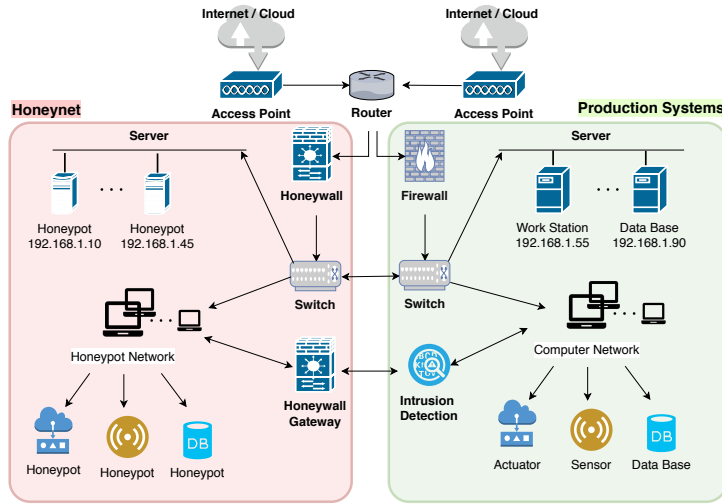 Internet / Cloud
Internet / Cloud
Access Point
Router
Access Point
Honeynet
Production Systems
Server
Server
Honeywall
Firewall
Honeypot
192.168.1.10
Honeypot
192.168.1.45
Work Station
192.168.1.55
Data Base
192.168.1.90
Switch
Switch
Honeypot Network
Computer Network
Honeywall
Gateway
Intrusion
Detection
DB
DB
Honeypot
Honeypot
Honeypot
Actuator
Sensor
Data Base